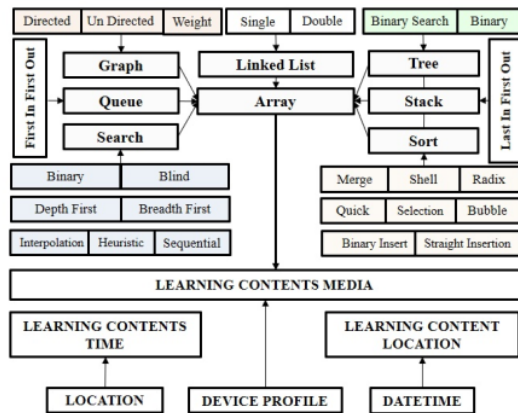 Directed Un Directed Weight Single Double Binary Search Binary
First In First Out
Graph Linked List Tree
Queue Array Stack
Last In First Out
Search Sort
Binary Blind
Merge Shell Radix
Depth First Breadth First
Quick Selection Bubble
Interpolation Heuristic Sequential
Binary Insert Straight Insertion
LEARNING CONTENTS MEDIA
LEARNING CONTENTS
TIME
LEARNING CONTENT
LOCATION
LOCATION DEVICE PROFILE DATETIME